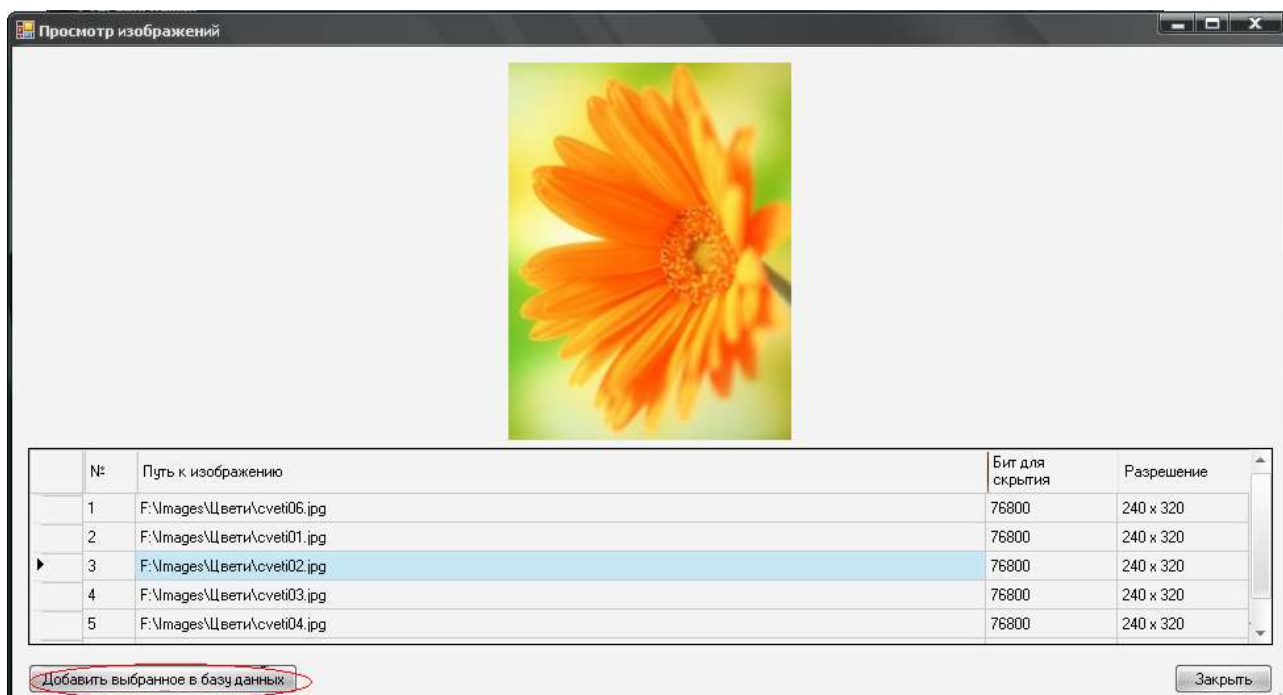 Просмотр изображений
№ Путь к изображению Бит для скрытия Разрешение
1 F:\Images\Цвети\cveti06.jpg 76800 240 x 320
2 F:\Images\Цвети\cveti01.jpg 76800 240 x 320
3 F:\Images\Цвети\cveti02.jpg 76800 240 x 320
4 F:\Images\Цвети\cveti03.jpg 76800 240 x 320
5 F:\Images\Цвети\cveti04.jpg 76800 240 x 320
Добавить выбранное в базу данных Закрыть